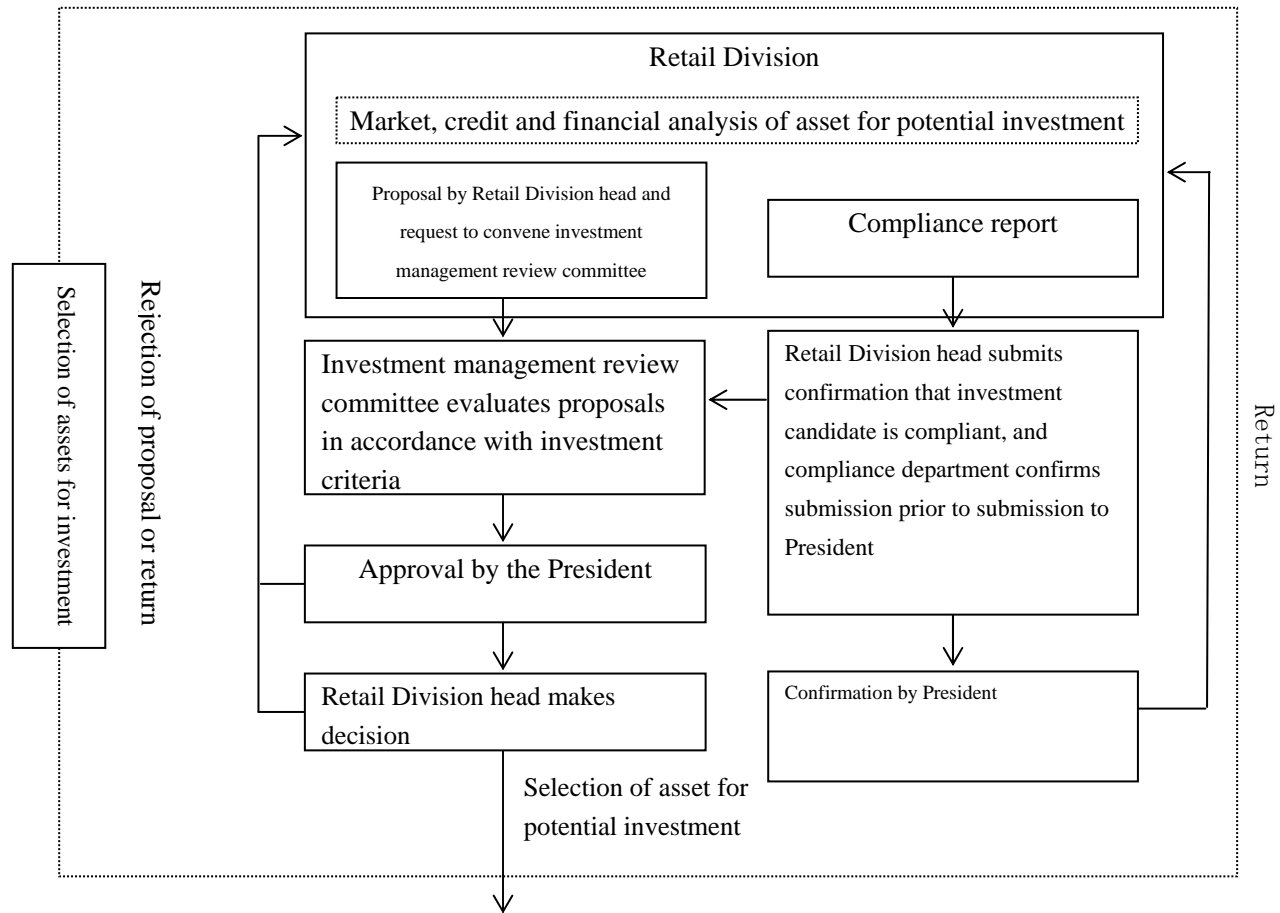 Retail Division
Market, credit and financial analysis of asset for potential investment
Proposal by Retail Division head and
request to convene investment
management review committee
Compliance report
Selection of assets for investment
Rejection of proposal or return
Investment management review
committee evaluates proposals
in accordance with investment
criteria
Retail Division head submits
confirmation that investment
candidate is compliant, and
compliance department confirms
submission prior to submission to
President
Return
Approval by the President
Retail Division head makes
decision
Confirmation by President
Selection of asset for
potential investment